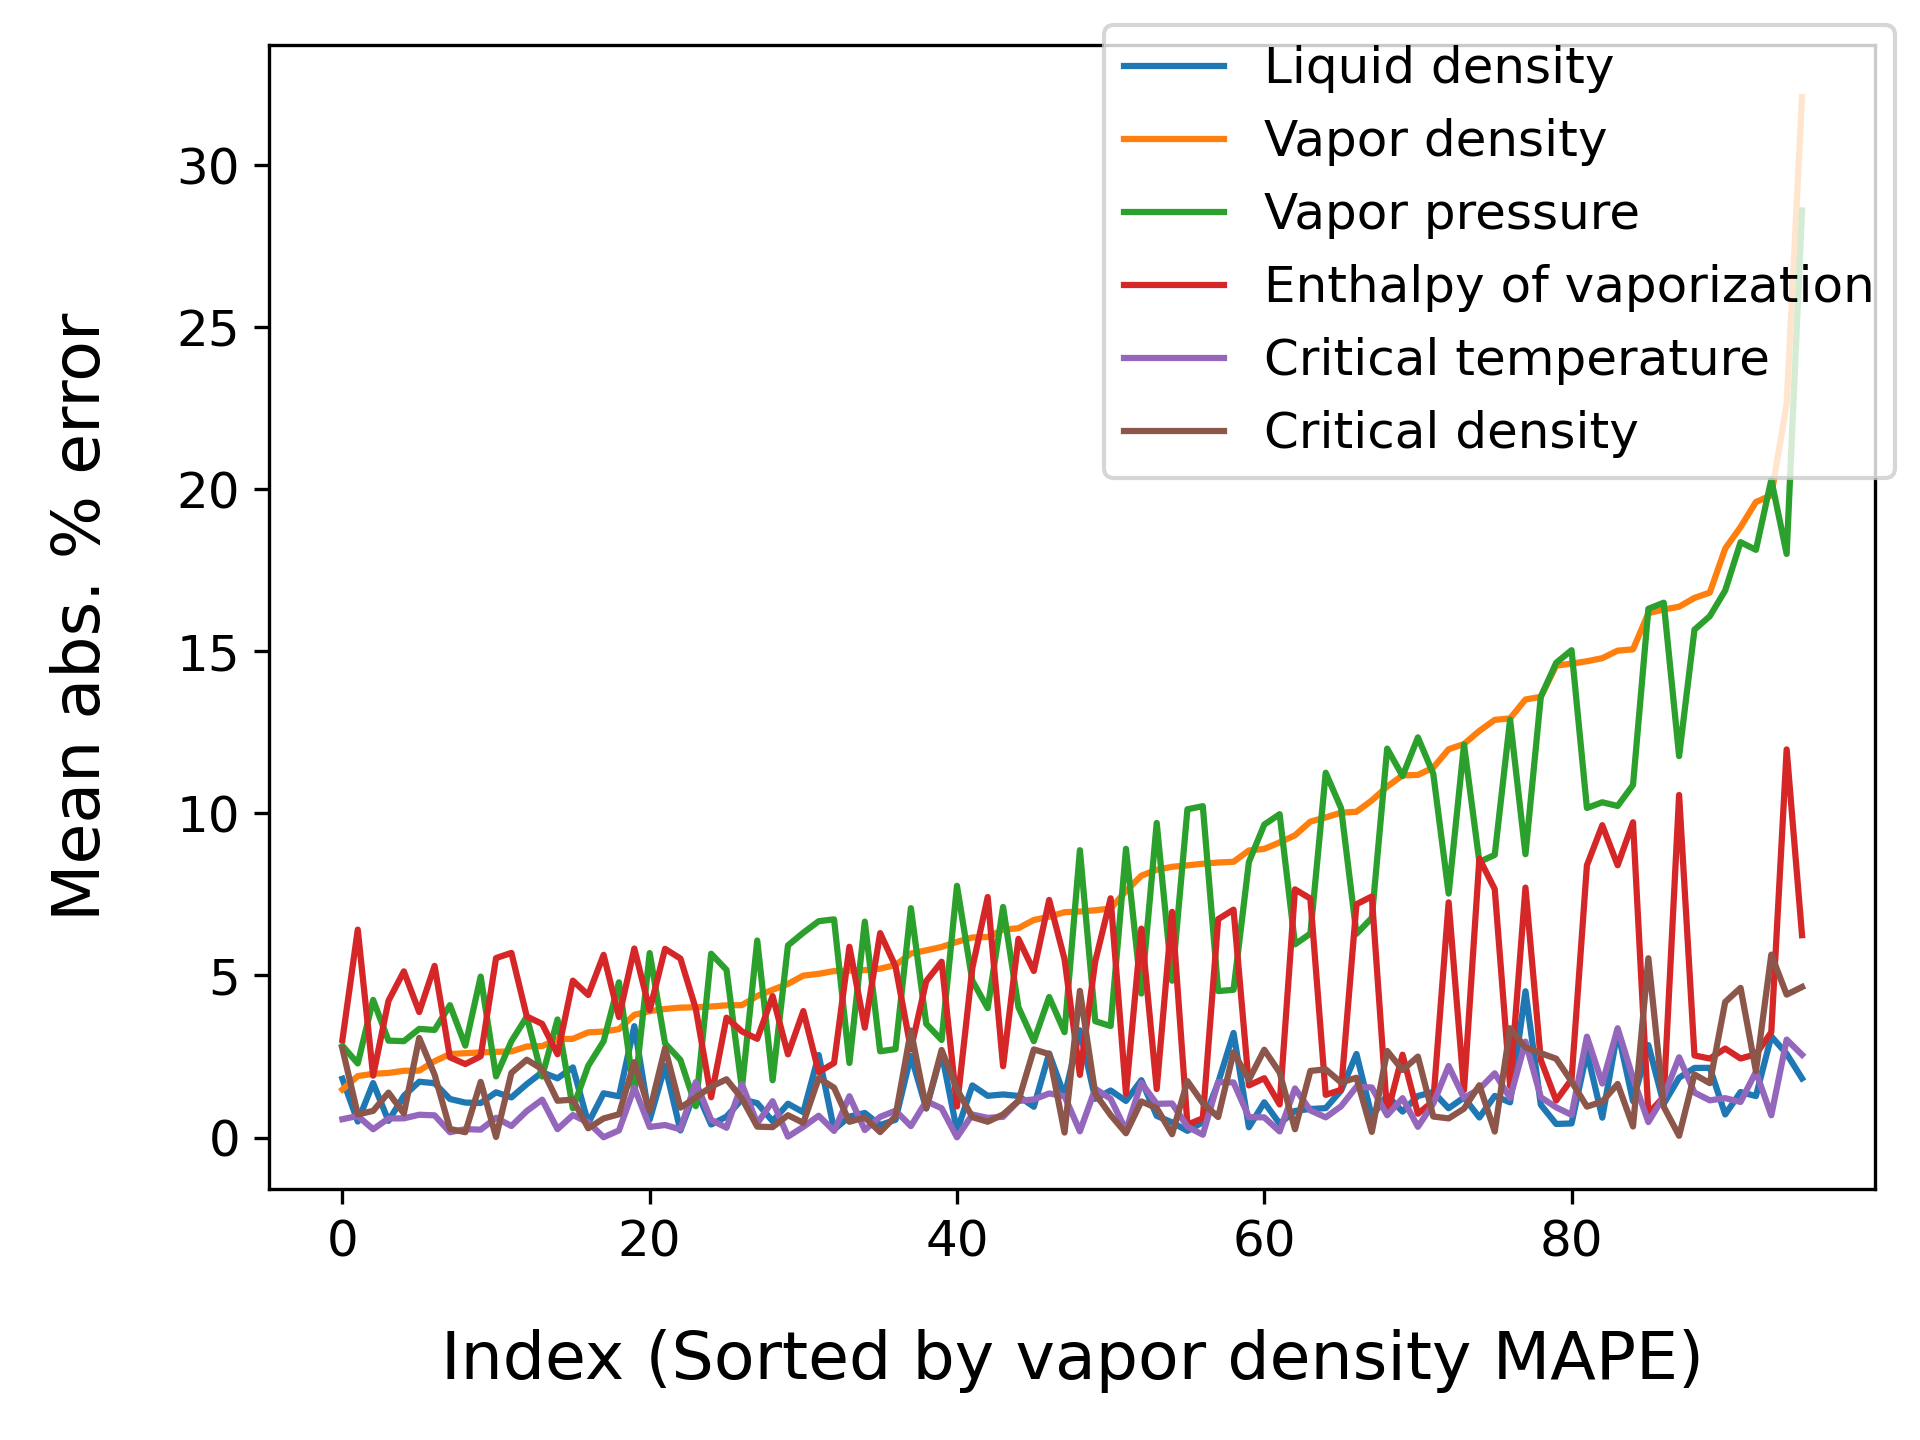 Liquid density
Vapor density
Vapor pressure
Enthalpy of vaporization
Critical temperature
Critical density
Mean abs. % error
30
25
20
15
10
5
0
0 20 40 60 80
Index (Sorted by vapor density MAPE)